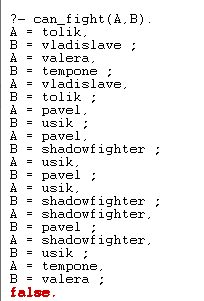 ?- can_fight(A,B).
A = tolik,
B = vladislave ;
A = valera,
B = tempone ;
A = vladislave,
B = tolik ;
A = pavel,
B = usik ;
A = pavel,
B = shadowfighter ;
A = usik,
B = pavel ;
A = usik,
B = shadowfighter ;
A = shadowfighter,
B = pavel ;
A = shadowfighter,
B = usik ;
A = tempone,
B = valera ;
false.